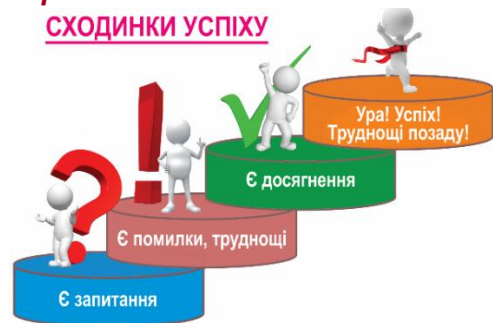 СХОДИНКИ УСПІХУ
Ура! Успіх!
Труднощі позаду!
Є досягнення
Є помилки, труднощі
Є запитання